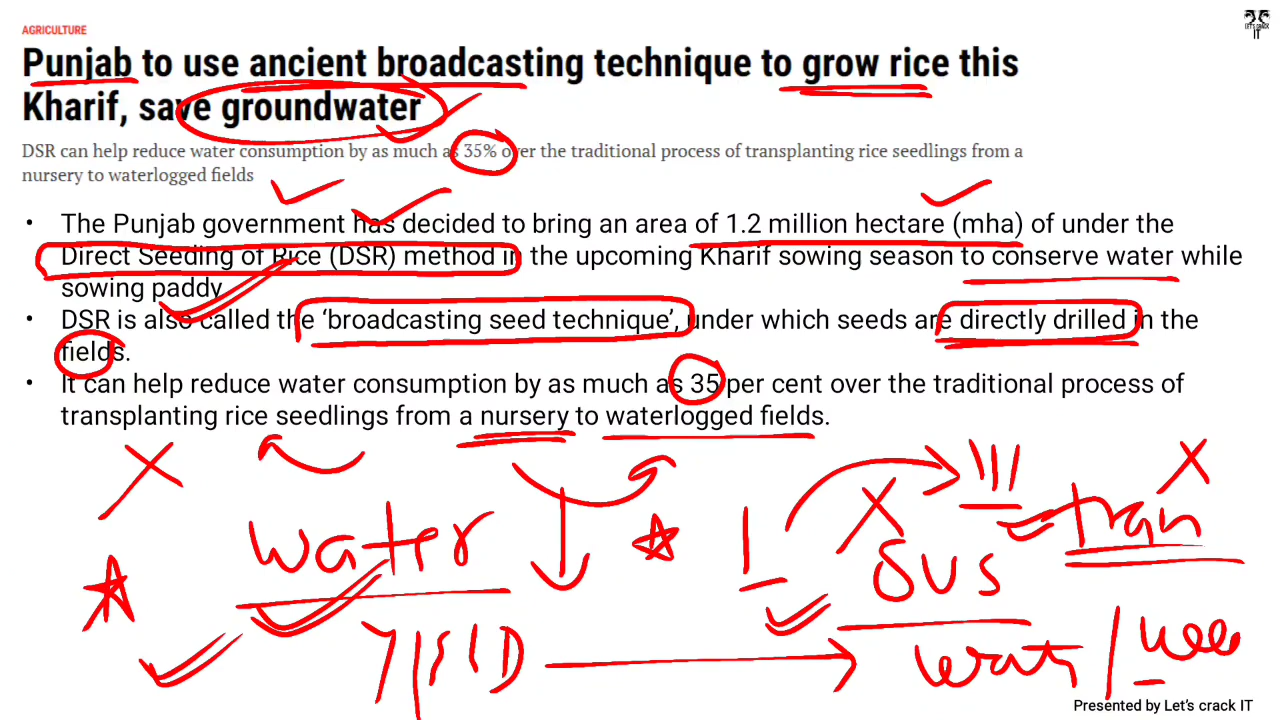 AGRICULTURE
LET'S CRACK
IT
Punjab to use ancient broadcasting technique to grow rice this
Kharif, save groundwater
DSR can help reduce water consumption by as much as 35% over the traditional process of transplanting rice seedlings from a
nursery to waterlogged fields
• The Punjab government has decided to bring an area of 1.2 million hectare (mha) of under the
Direct Seeding of Rice (DSR) method in the upcoming Kharif sowing season to conserve water while
sowing paddy
• DSR is also called the ‘broadcasting seed technique’, under which seeds are directly drilled in the
fields.
• It can help reduce water consumption by as much as 35 per cent over the traditional process of
transplanting rice seedlings from a nursery to waterlogged fields.
tran
water
Presented by Let's crack IT